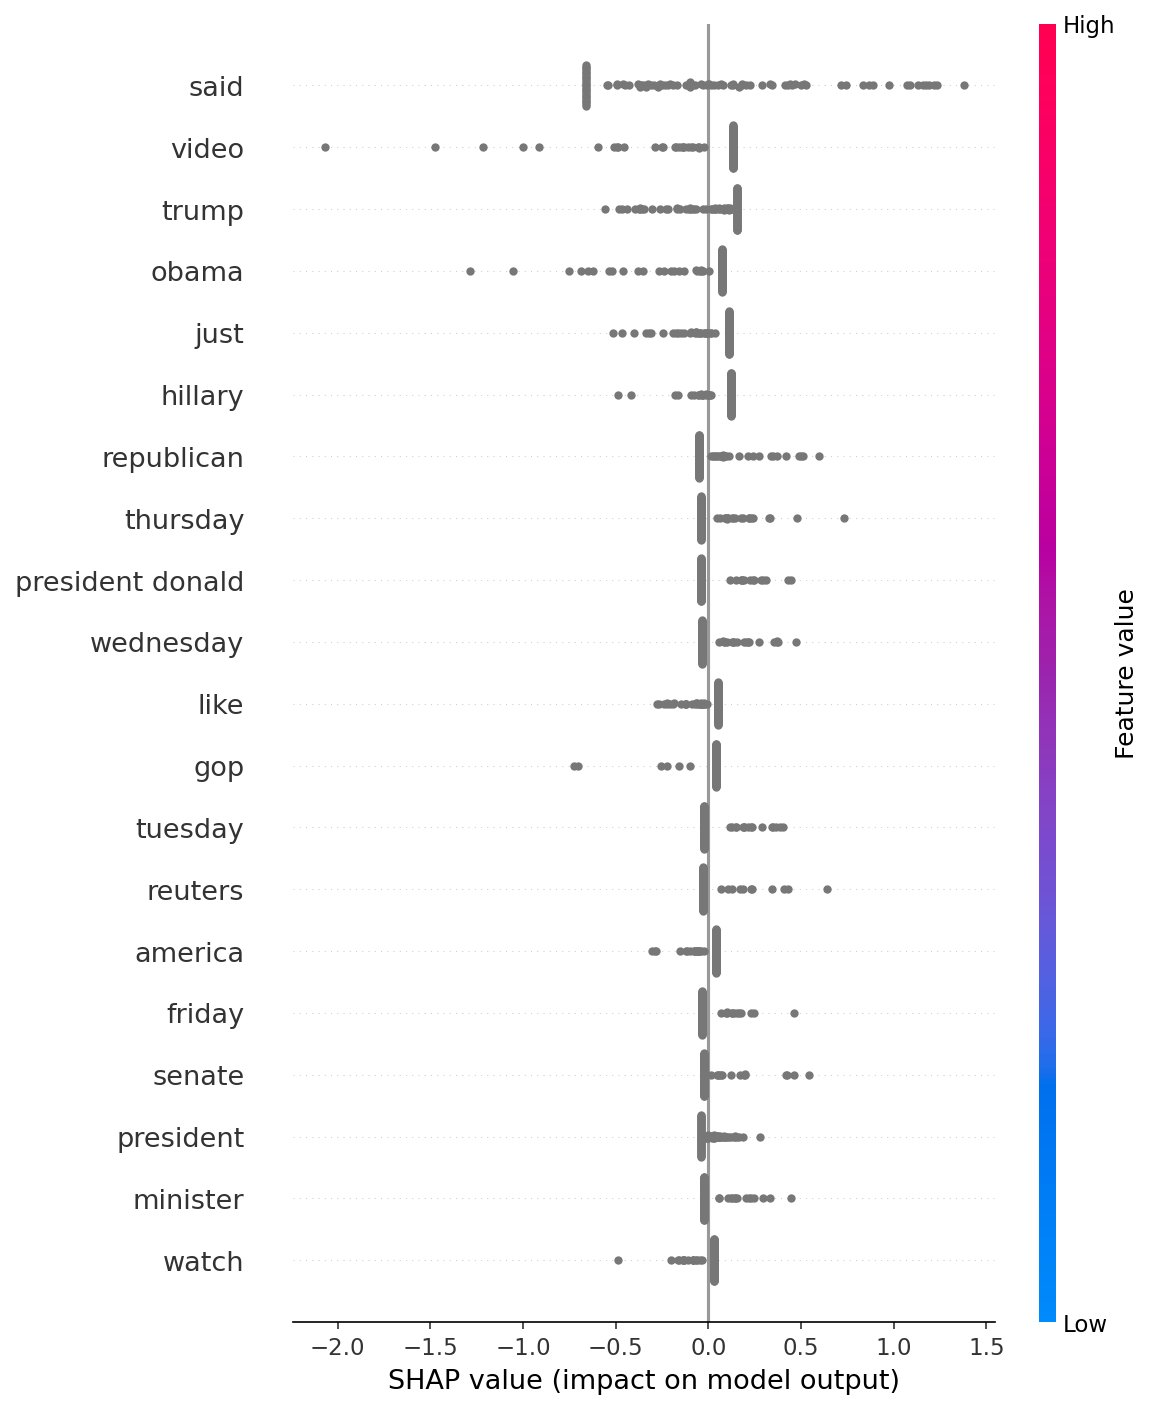 High
said
video
trump
obama
just
hillary
republican
thursday
president donald
wednesday
like
gop
tuesday
reuters
america
friday
senate
president
minister
watch
Feature value
Low
−2.0 −1.5 −1.0 −0.5 0.0 0.5 1.0 1.5
SHAP value (impact on model output)